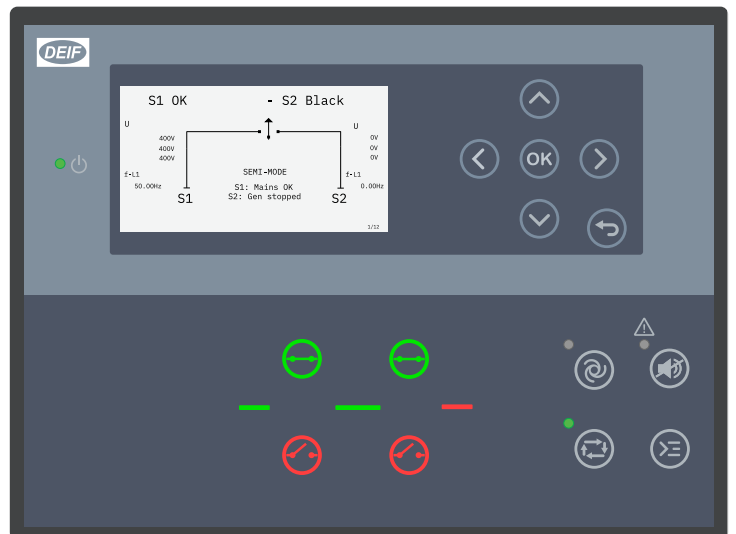 DEIF
S1 OK - S2 Black
U U
400V 0V
400V 0V
400V 0V
SEMI-MODE
f-L1 f-L1
50.00Hz S1: Mains OK 0.00Hz
S1 S2: Gen stopped S2
1/12
OK